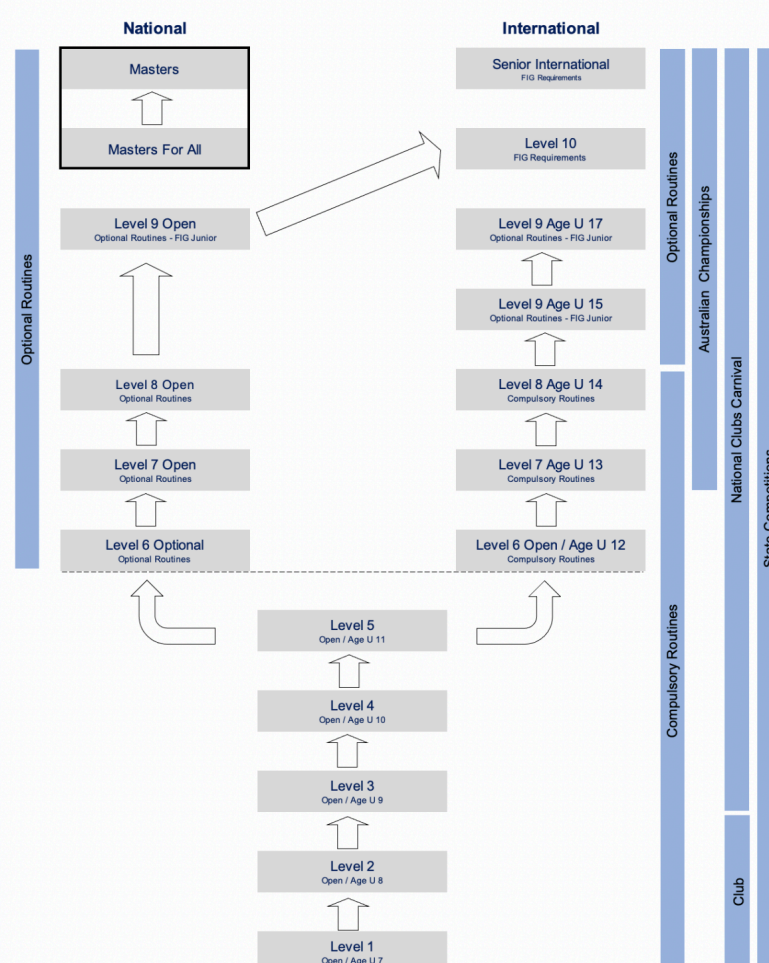 National
International
Masters
Masters For All
Senior International
FIG Requirements
Level 10
FIG Requirements
Level 9 Open
Optional Routines - FIG Junior
Level 9 Age U 17
Optional Routines - FIG Junior
Level 9 Age U 15
Optional Routines - FIG Junior
Level 8 Open
Optional Routines
Level 8 Age U 14
Compulsory Routines
Level 7 Open
Optional Routines
Level 7 Age U 13
Compulsory Routines
Level 6 Optional
Optional Routines
Level 6 Open / Age U 12
Compulsory Routines
Level 5
Open / Age U 11
Level 4
Open / Age U 10
Level 3
Open / Age U 9
Level 2
Open / Age U 8
Level 1
Open / Age U 7
Optional Routines
Optional Routines
Compulsory Routines
Australian Championships
National Clubs Carnival
Club
State Competitions